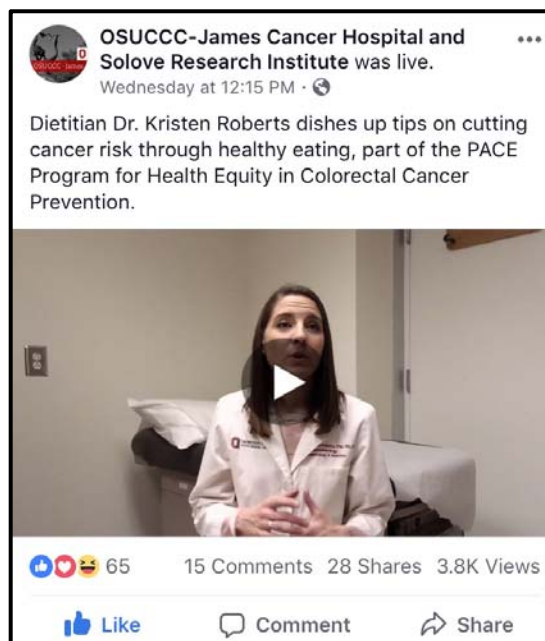 OSUCCC-James Cancer Hospital and
Solove Research Institute was live.
Wednesday at 12:15 PM ·
Dietitian Dr. Kristen Roberts dishes up tips on cutting
cancer risk through healthy eating, part of the PACE
Program for Health Equity in Colorectal Cancer
Prevention.
65 15 Comments 28 Shares 3.8K Views
Like Comment Share